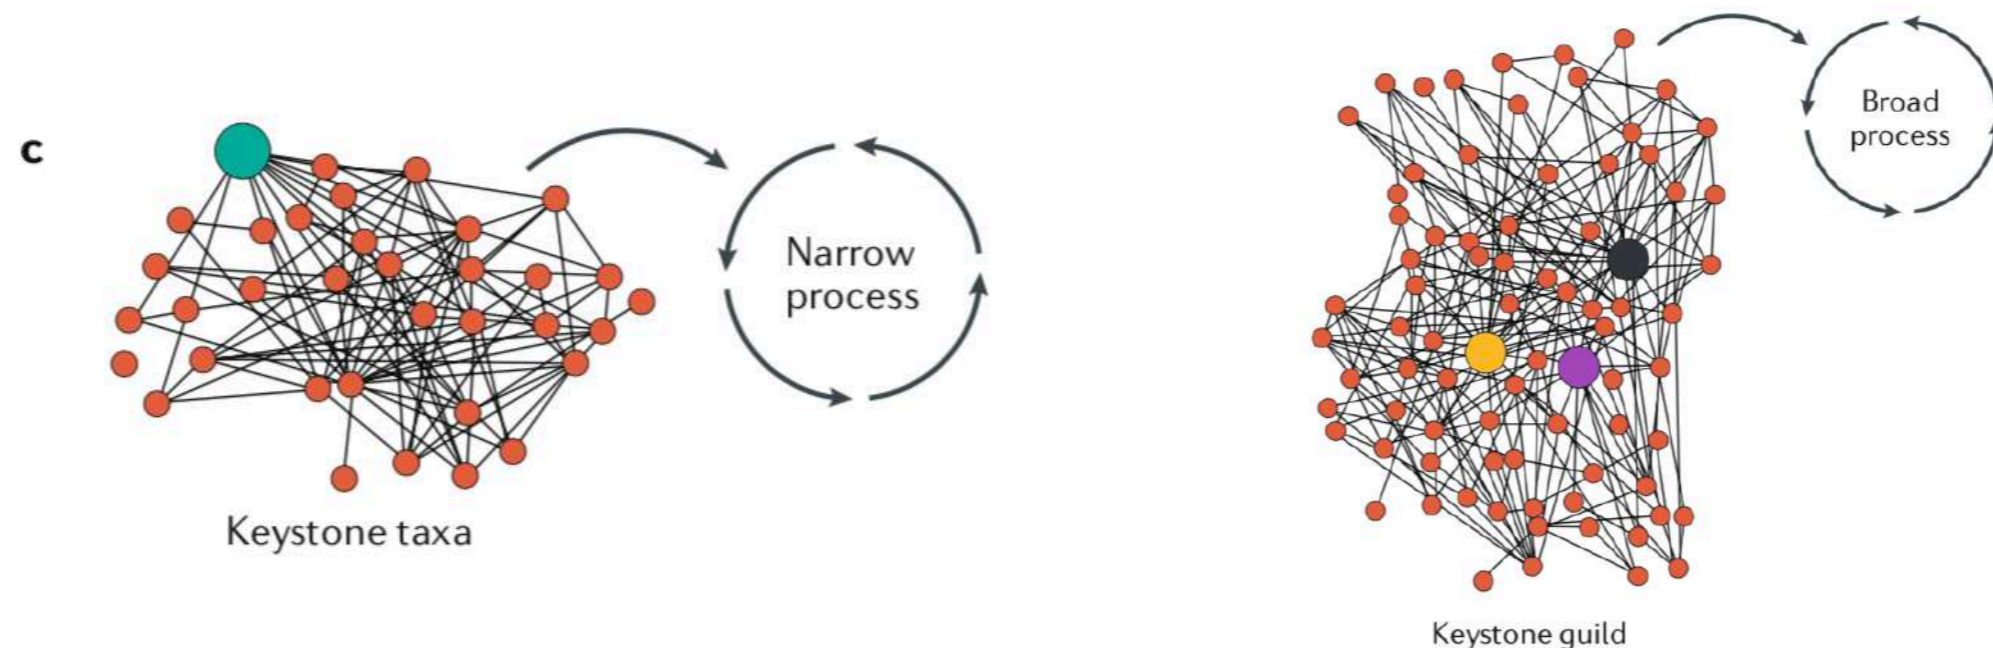 c
Narrow
process
Keystone taxa
Broad
process
Keystone guild